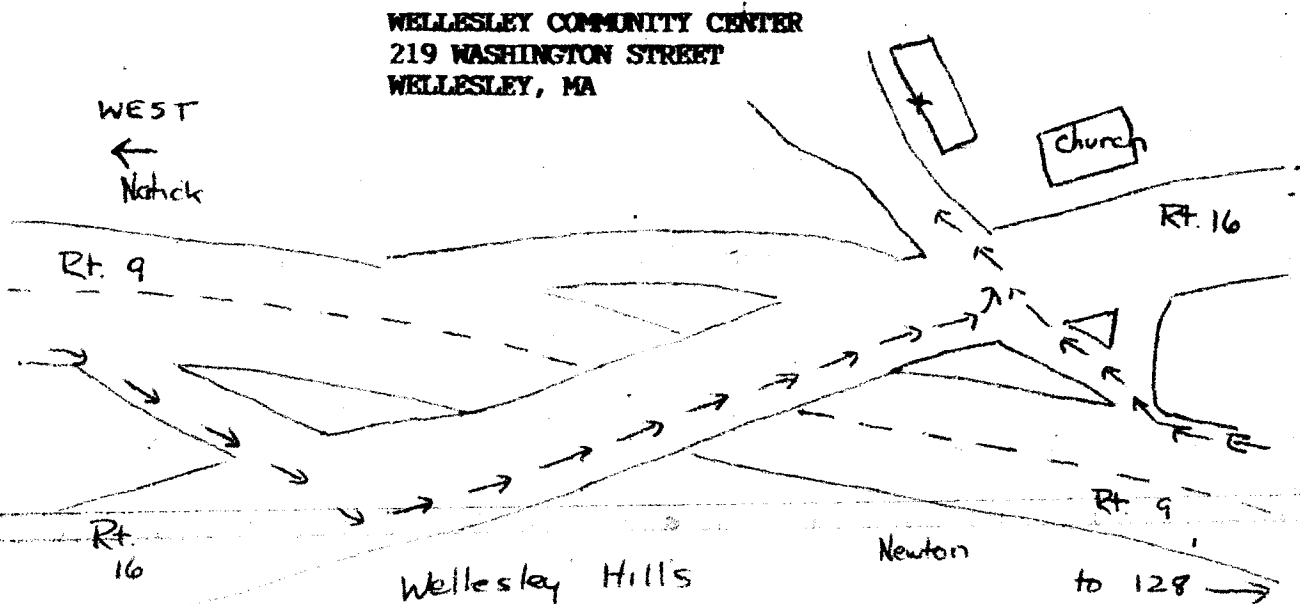 WELLESLEY COMMUNITY CENTER
219 WASHINGTON STREET
WELLESLEY, MA
WEST
Natick
church
Rt. 16
Rt. 9
Rt. 9
Rt.
16
Newton
Wellesley Hills
to 128